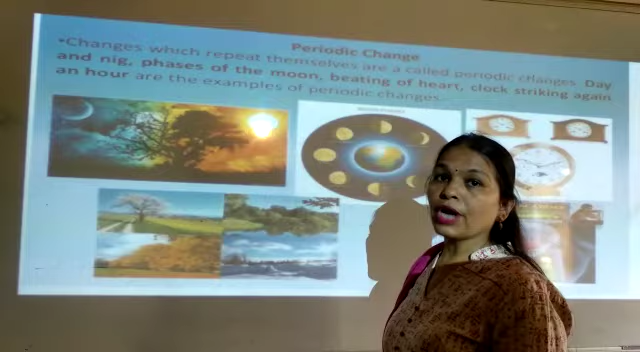 Periodic Change
•Changes which repeat themselves are a called periodic changes Day
and nig, phases of the moon, beating of heart, clock striking again
an hour are the examples of periodic changes